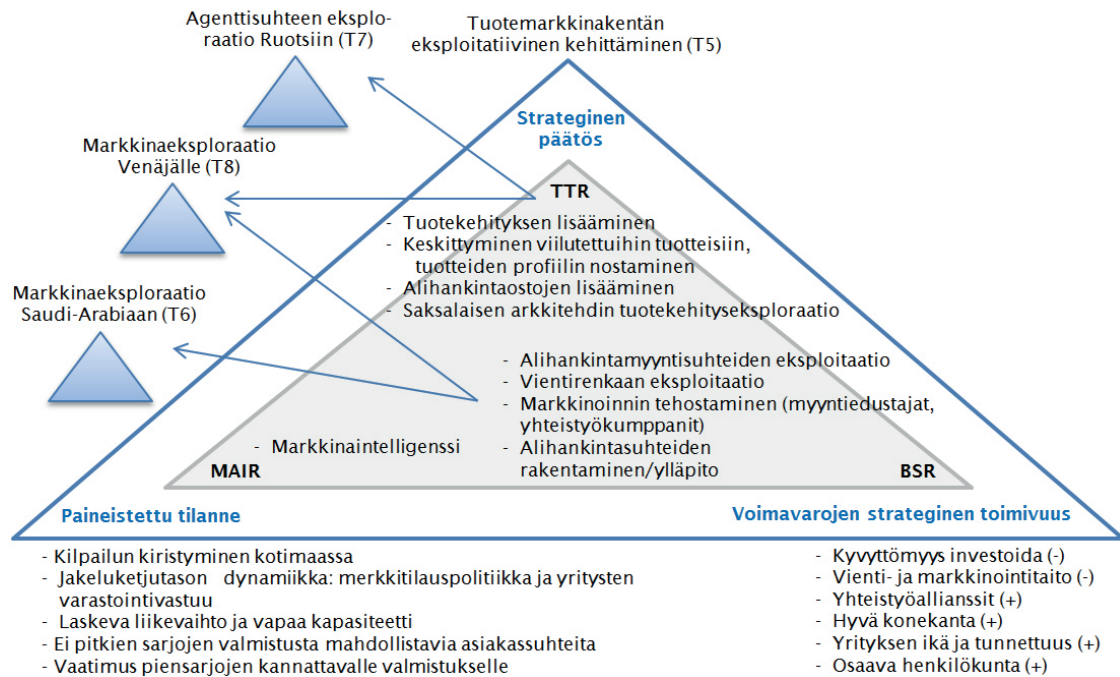 Agenttisuhteen eksplo-
raatio Ruotsiin (T7)
Tuotemarkkinakentän
eksploitatiivinen kehittäminen (T5)
Strateginen
päätös
Markkinaeksploraatio
Venäjälle (T8)
TTR
- Tuotekehityksen lisääminen
- Keskittyminen viilutettuihin tuotteisiin,
tuotteiden profiilin nostaminen
- Alihankintaostojen lisääminen
- Saksalaisen arkkitehdin tuotekehityseksploraatio
Markkinaeksploraatio
Saudi-Arabiaan (T6)
- Alihankintamyyntisuhteiden eksploitaatio
- Vientirenkaan eksploitaatio
- Markkinoinnin tehostaminen (myyntiedustajat,
yhteistyökumppanit)
- Alihankintasuhteiden
rakentaminen/ylläpito
- Markkinaintelligenssi
MAIR
BSR
Paineistettu tilanne
Voimavarojen strateginen toimivuus
- Kilpailun kiristyminen kotimaassa
- Jakeluketjutason dynamiikka: merkkitilauspolitiikka ja yritysten
varastointivastuu
- Laskeva liikevaihto ja vapaa kapasiteetti
- Ei pitkien sarjojen valmistusta mahdollistavia asiakassuhteita
- Vaatimus piensarjojen kannattavalle valmistukselle
- Kyvyttömyys investoida (-)
- Vienti- ja markkinointitaito (-)
- Yhteistyöallianssit (+)
- Hyvä konekanta (+)
- Yrityksen ikä ja tunnettuus (+)
- Osaava henkilökunta (+)